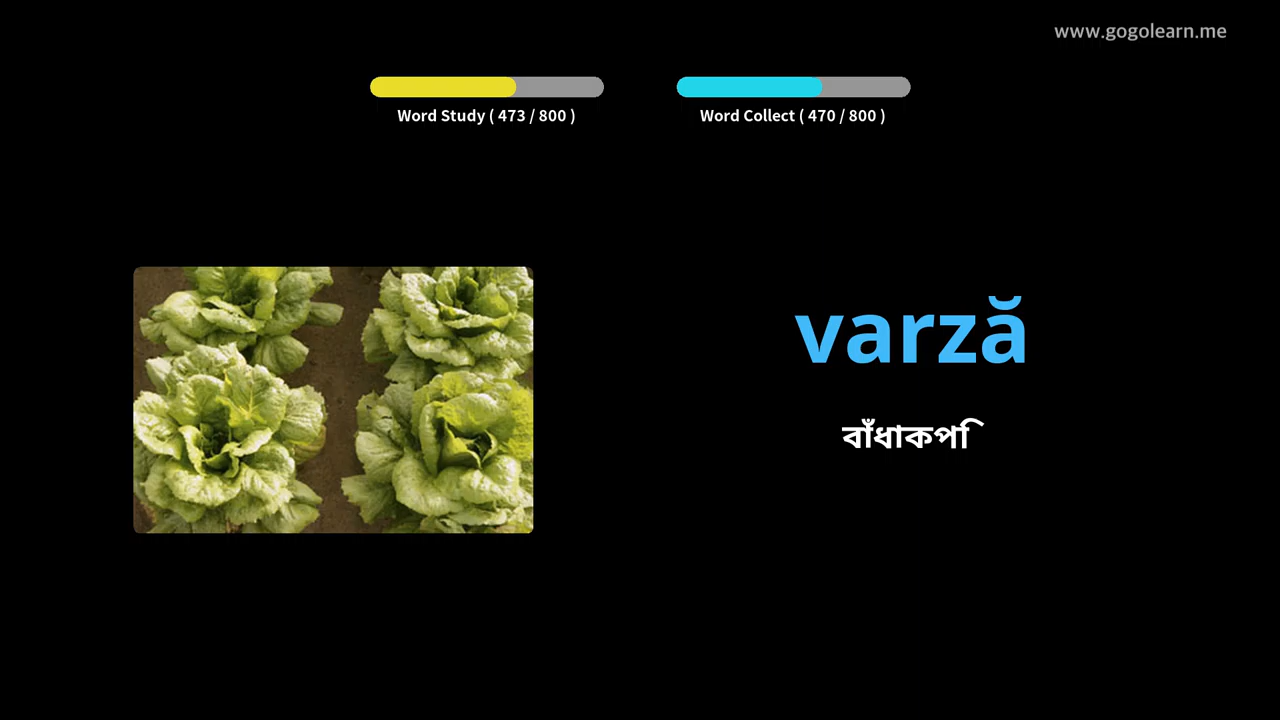 www.gogolearn.me
Word Study ( 473 / 800 )
Word Collect ( 470 / 800 )
varză
বাঁধাকপি